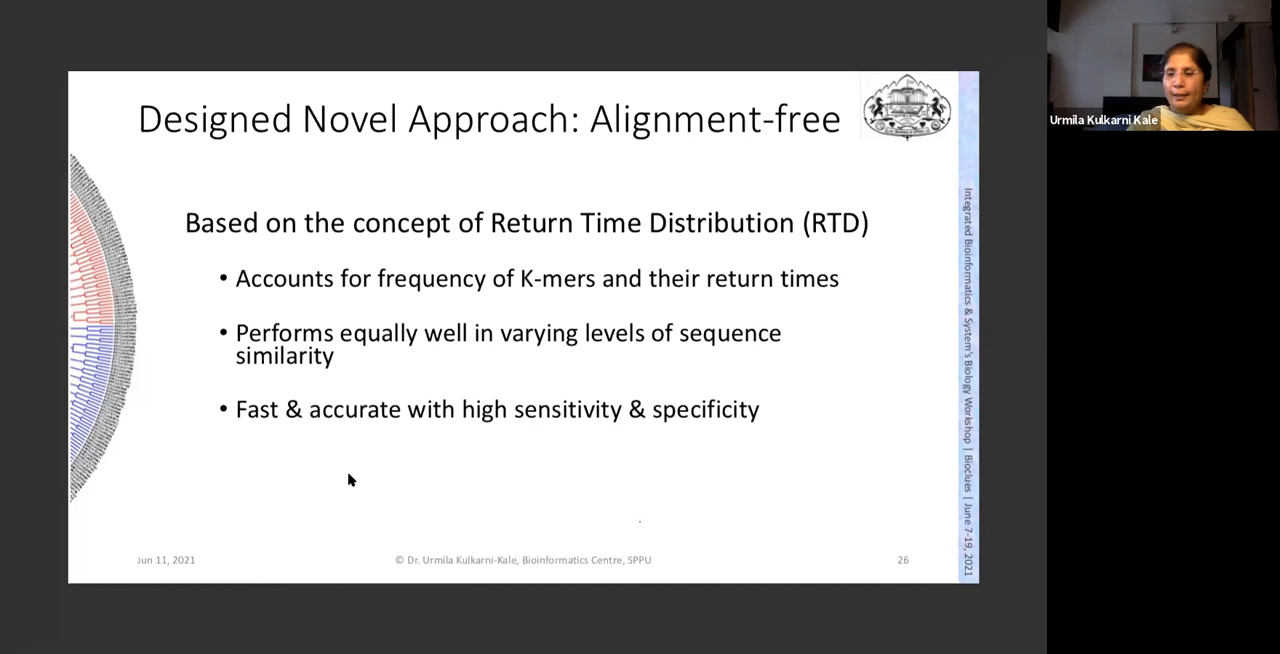 Designed Novel Approach: Alignment-free
Based on the concept of Return Time Distribution (RTD)
• Accounts for frequency of K-mers and their return times
• Performs equally well in varying levels of sequence
similarity
• Fast & accurate with high sensitivity & specificity
Jun 11, 2021
© Dr. Urmila Kulkarni-Kale, Bioinformatics Centre, SPPU
26
Integrated Bioinformatics & System's Biology Workshop | Bioclues | June 7-19, 2021
Urmila Kulkarni Kale